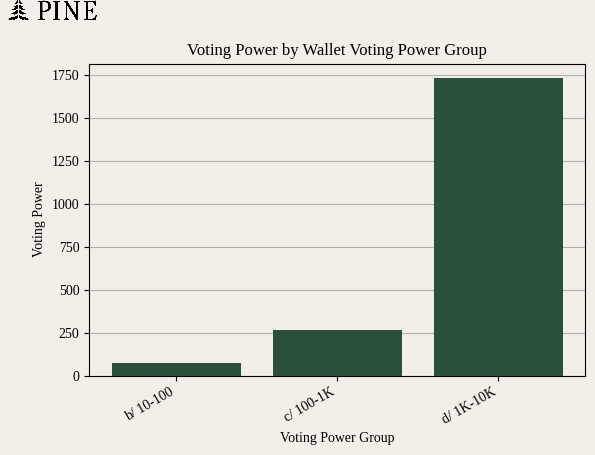 PINE
Voting Power by Wallet Voting Power Group
1750
1500
1250
1000
750
500
250
0
Voting Power
b/ 10-100
c/ 100-1K
d/ 1K-10K
Voting Power Group